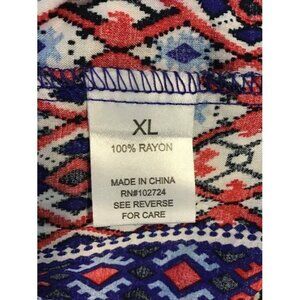 XL
100% RAYON
MADE IN CHINA
RN#102724
SEE REVERSE
FOR CARE